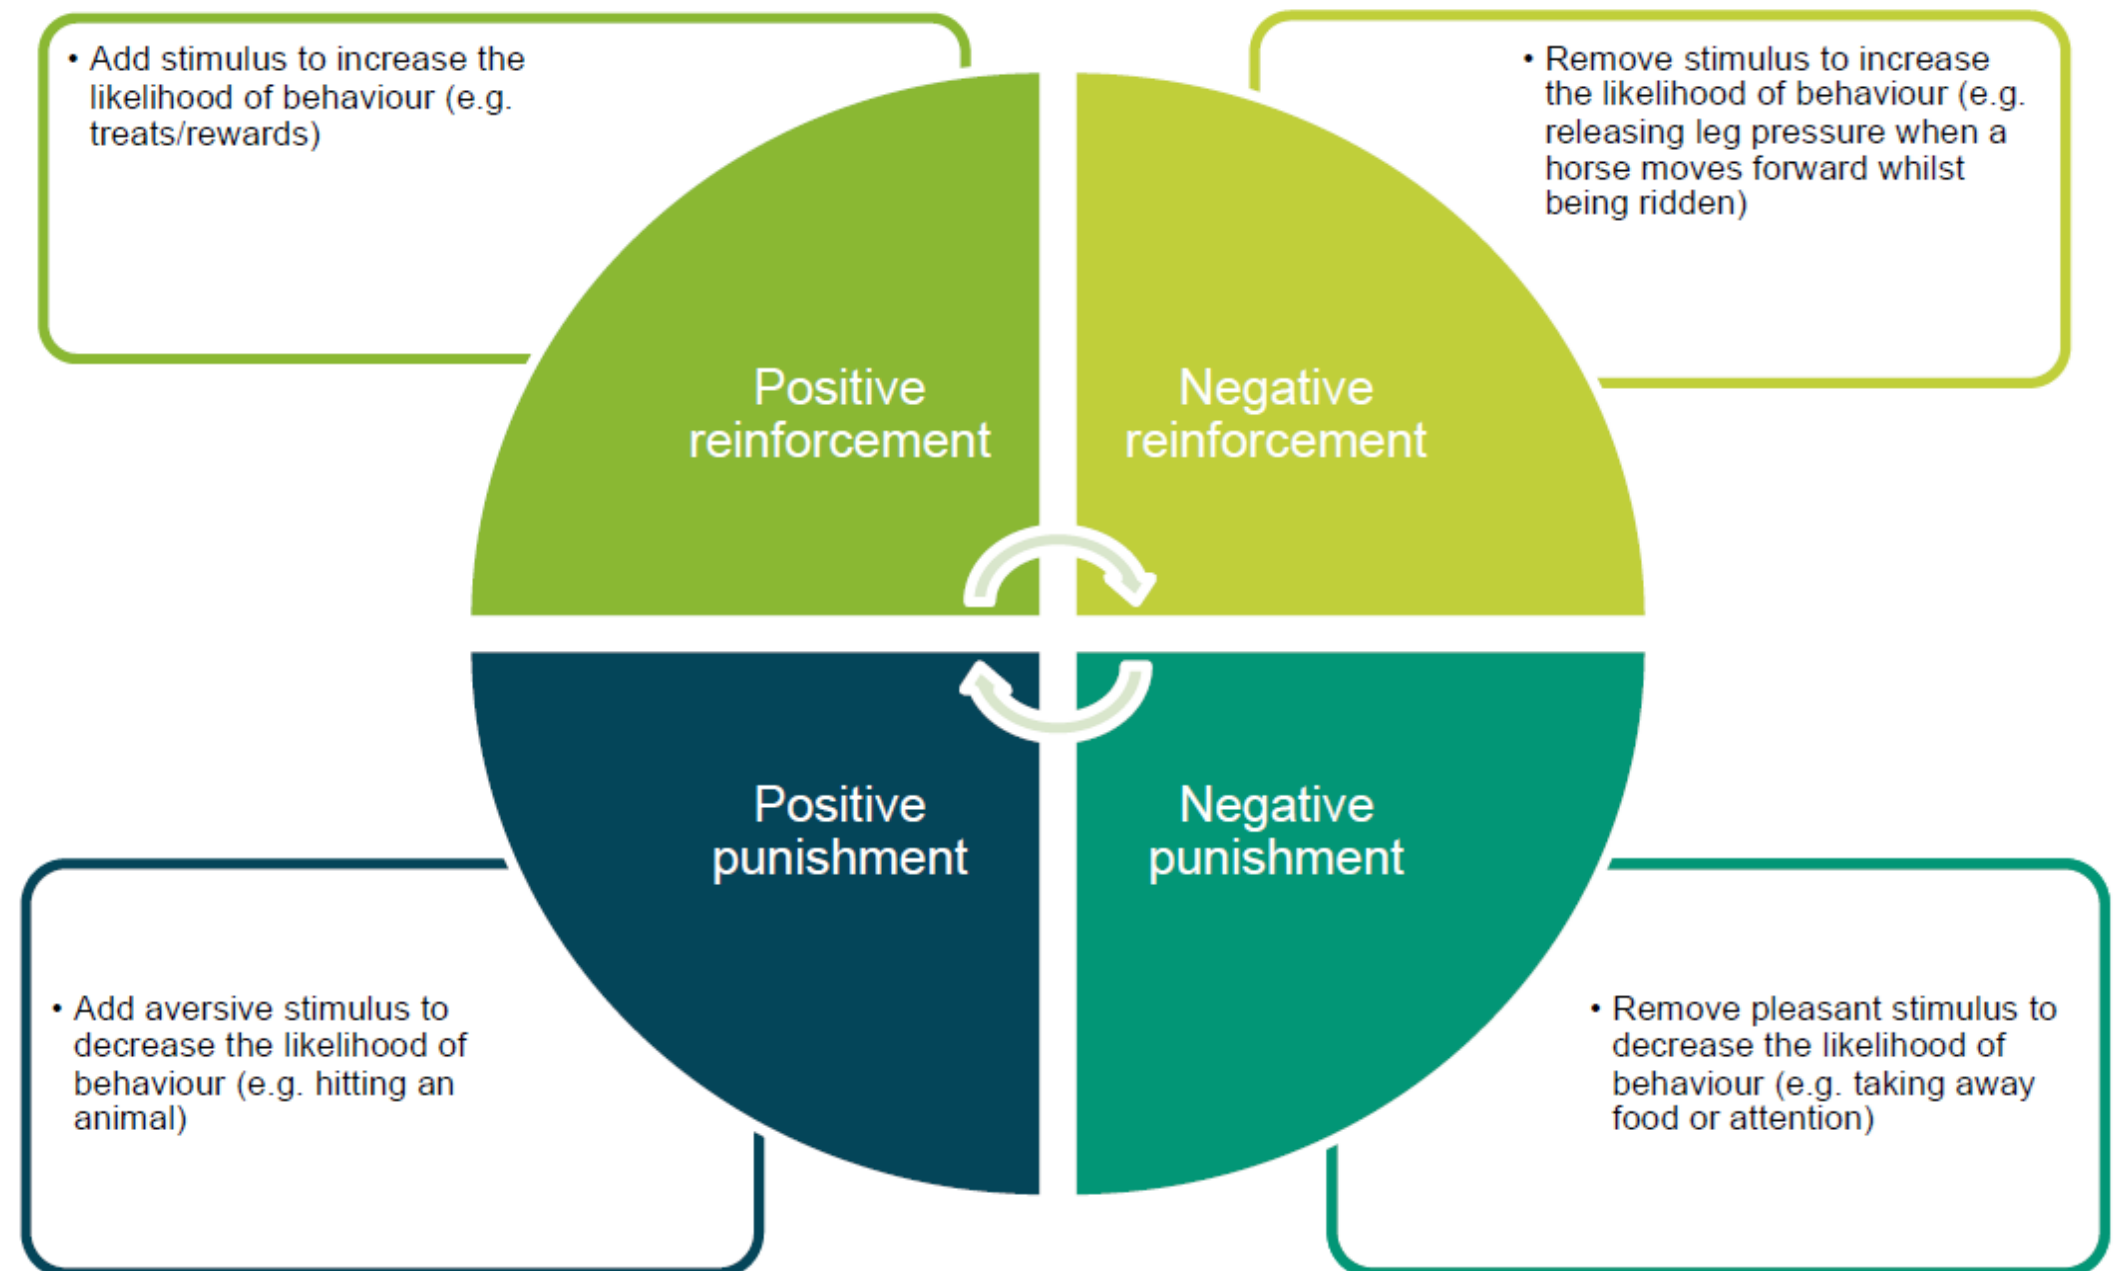 • Add stimulus to increase the
likelihood of behaviour (e.g.
treats/rewards)
• Remove stimulus to increase
the likelihood of behaviour (e.g.
releasing leg pressure when a
horse moves forward whilst
being ridden)
Positive
reinforcement
Negative
reinforcement
Positive
punishment
Negative
punishment
• Add aversive stimulus to
decrease the likelihood of
behaviour (e.g. hitting an
animal)
• Remove pleasant stimulus to
decrease the likelihood of
behaviour (e.g. taking away
food or attention)